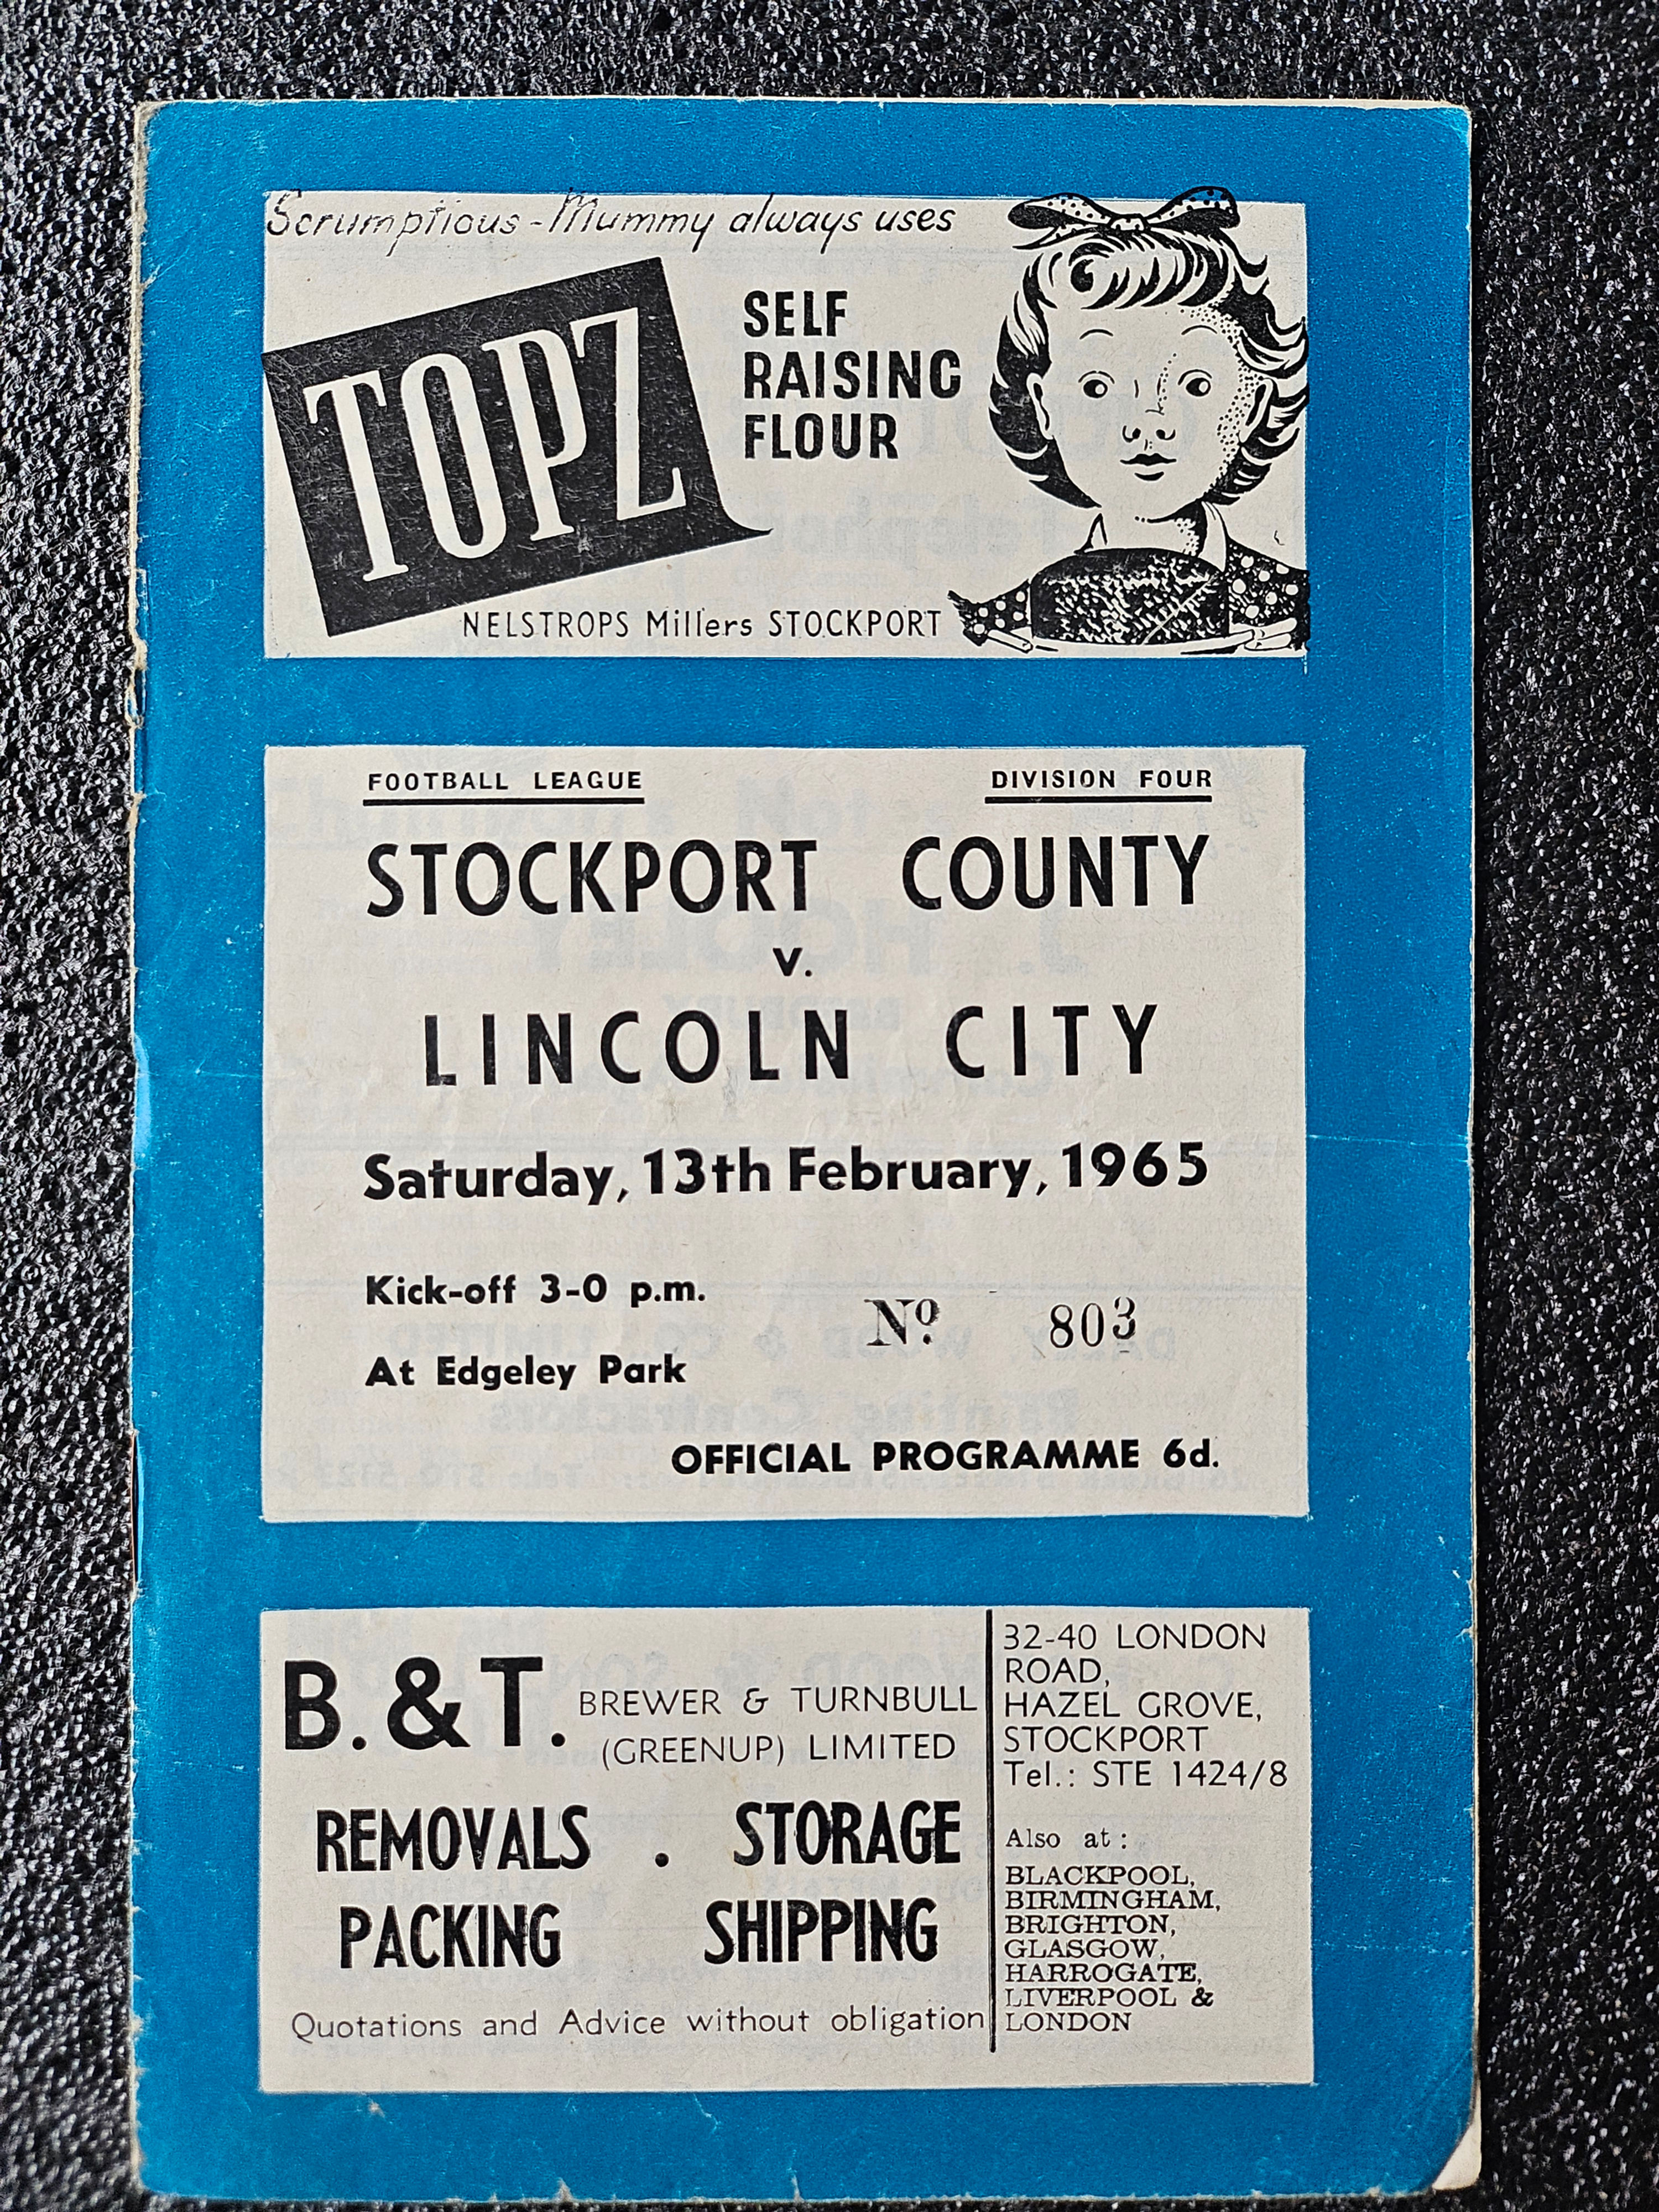 Scrumptious - Mummy always uses
TOPZ
SELF
RAISING
FLOUR
NELSTROPS Millers STOCKPORT
FOOTBALL LEAGUE DIVISION FOUR
STOCKPORT COUNTY
v.
LINCOLN CITY
Saturday, 13th February, 1965
Kick-off 3-0 p.m.
Nº 803
At Edgeley Park
OFFICIAL PROGRAMME 6d.
B. & T. BREWER & TURNBULL
(GREENUP) LIMITED
REMOVALS . STORAGE
PACKING SHIPPING
Quotations and Advice without obligation
32-40 LONDON
ROAD,
HAZEL GROVE,
STOCKPORT
Tel.: STE 1424/8
Also at :
BLACKPOOL,
BIRMINGHAM,
BRIGHTON,
GLASGOW,
HARROGATE,
LIVERPOOL &
LONDON